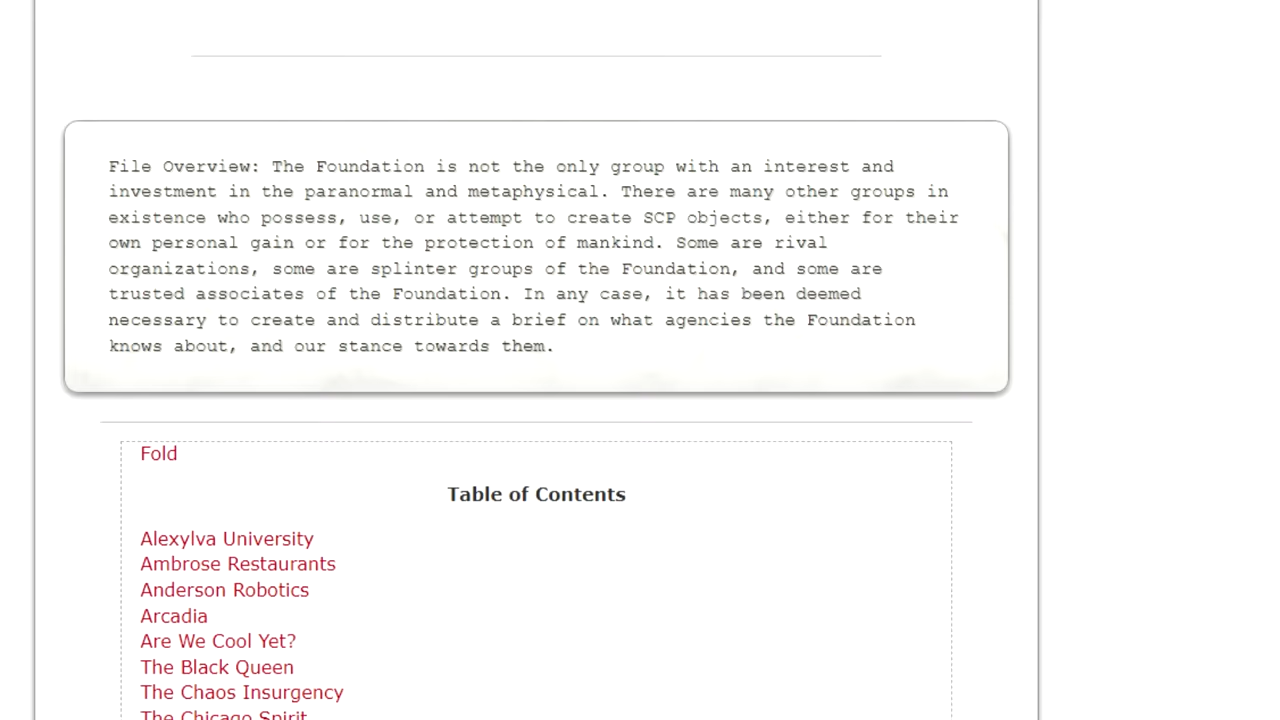 File Overview: The Foundation is not the only group with an interest and
investment in the paranormal and metaphysical. There are many other groups in
existence who possess, use, or attempt to create SCP objects, either for their
own personal gain or for the protection of mankind. Some are rival
organizations, some are splinter groups of the Foundation, and some are
trusted associates of the Foundation. In any case, it has been deemed
necessary to create and distribute a brief on what agencies the Foundation
knows about, and our stance towards them.
Fold
Table of Contents
Alexylva University
Ambrose Restaurants
Anderson Robotics
Arcadia
Are We Cool Yet?
The Black Queen
The Chaos Insurgency
The Chicago Spirit